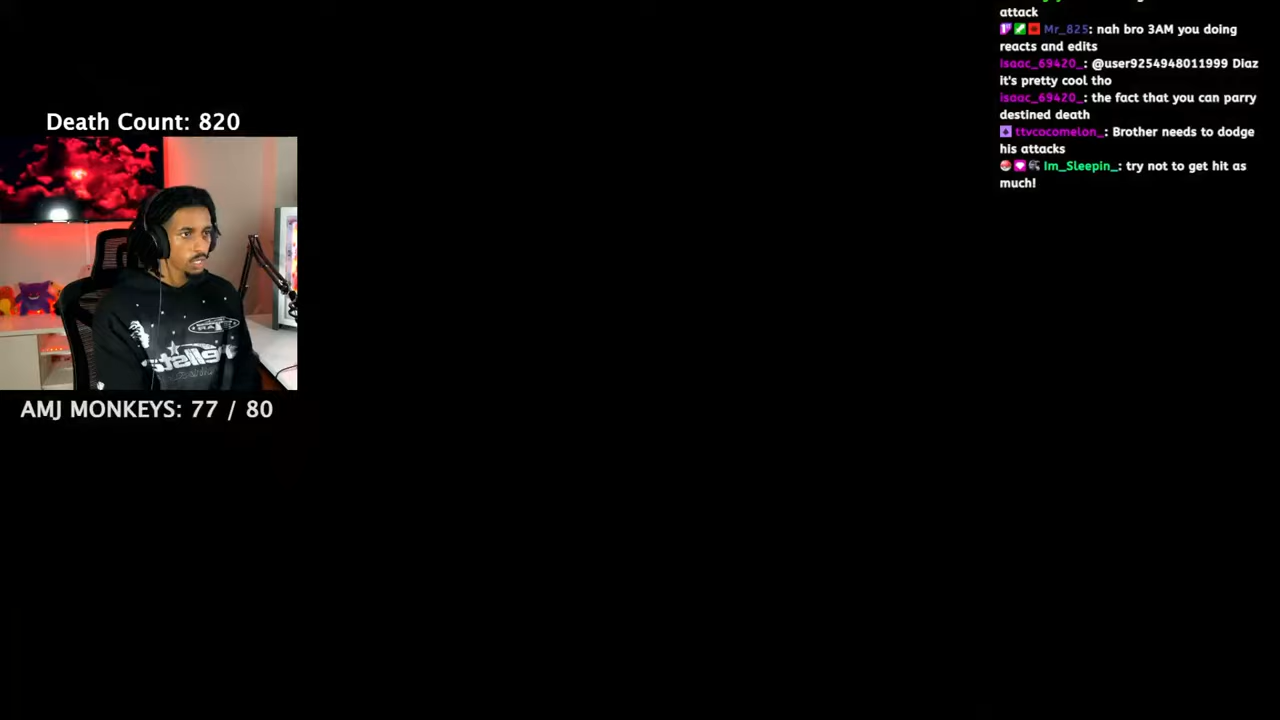 attack
Mr_825: nah bro 3AM you doing
reacts and edits
isaac_69420_: @user9254948011999 Diaz
it's pretty cool tho
isaac_69420_: the fact that you can parry
destined death
ttvcocomelon_: Brother needs to dodge
his attacks
Im_Sleepin_: try not to get hit as
much!
Death Count: 820
AMJ MONKEYS: 77 / 80